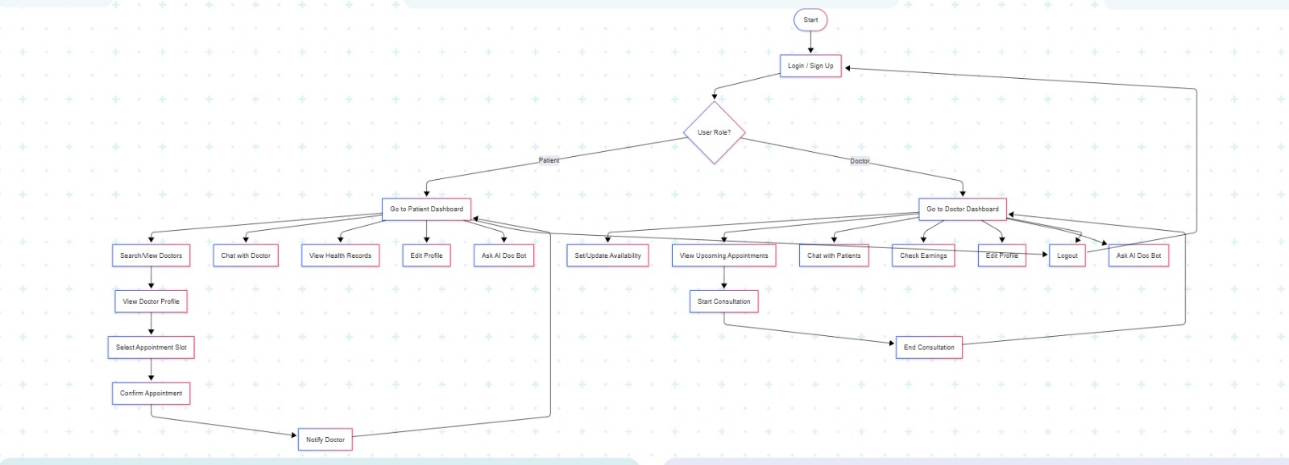 Start
Login / Sign Up
User Role?
Patient
Doctor
Go to Patient Dashboard
Go to Doctor Dashboard
Search/View Doctors
Chat with Doctor
View Health Records
Edit Profile
Ask AI Doc Bot
Set/Update Availability
View Upcoming Appointments
Chat with Patients
Check Earnings
Edit Profile
Logout
Ask AI Doc Bot
View Doctor Profile
Start Consultation
Select Appointment Slot
End Consultation
Confirm Appointment
Notify Doctor